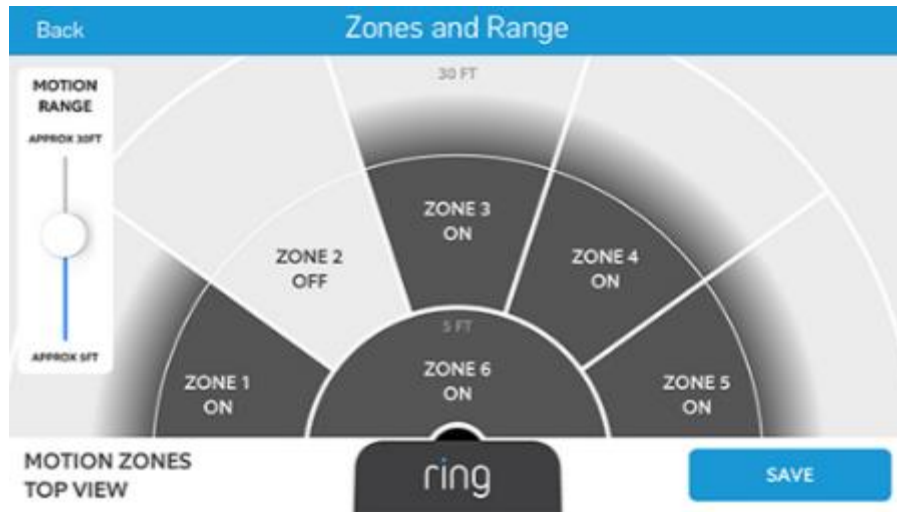 Back
Zones and Range
MOTION
RANGE
APPROX 30FT
APPROX 5FT
30 FT
ZONE 3
ON
ZONE 2
OFF
ZONE 4
ON
5 FT
ZONE 6
ON
ZONE 1
ON
ZONE 5
ON
MOTION ZONES
TOP VIEW
ring
SAVE